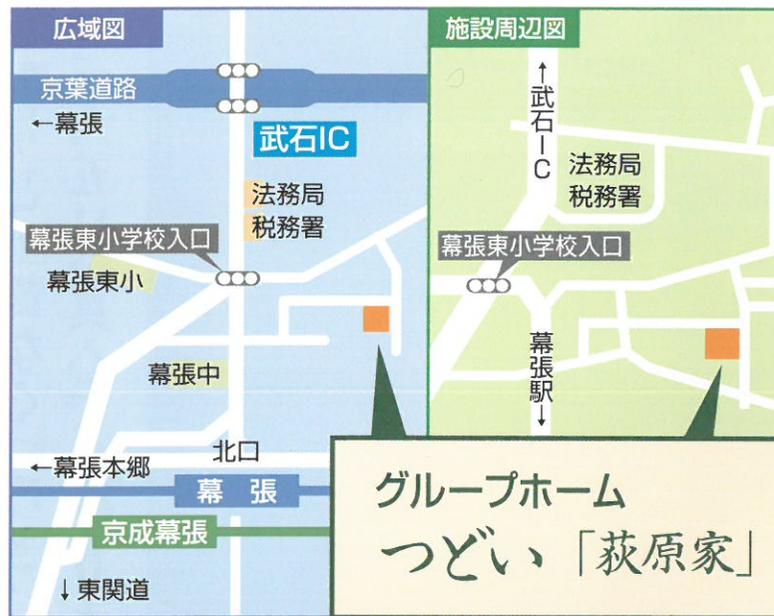 広域図
京葉道路
←幕張
武石IC
法務局
税務署
幕張東小学校入口
幕張東小
幕張中
北口
←幕張本郷
幕 張
京成幕張
↓東関道
施設周辺図
←武石IC
法務局
税務署
幕張東小学校入口
幕張駅→
グループホーム
つどい「荻原家」